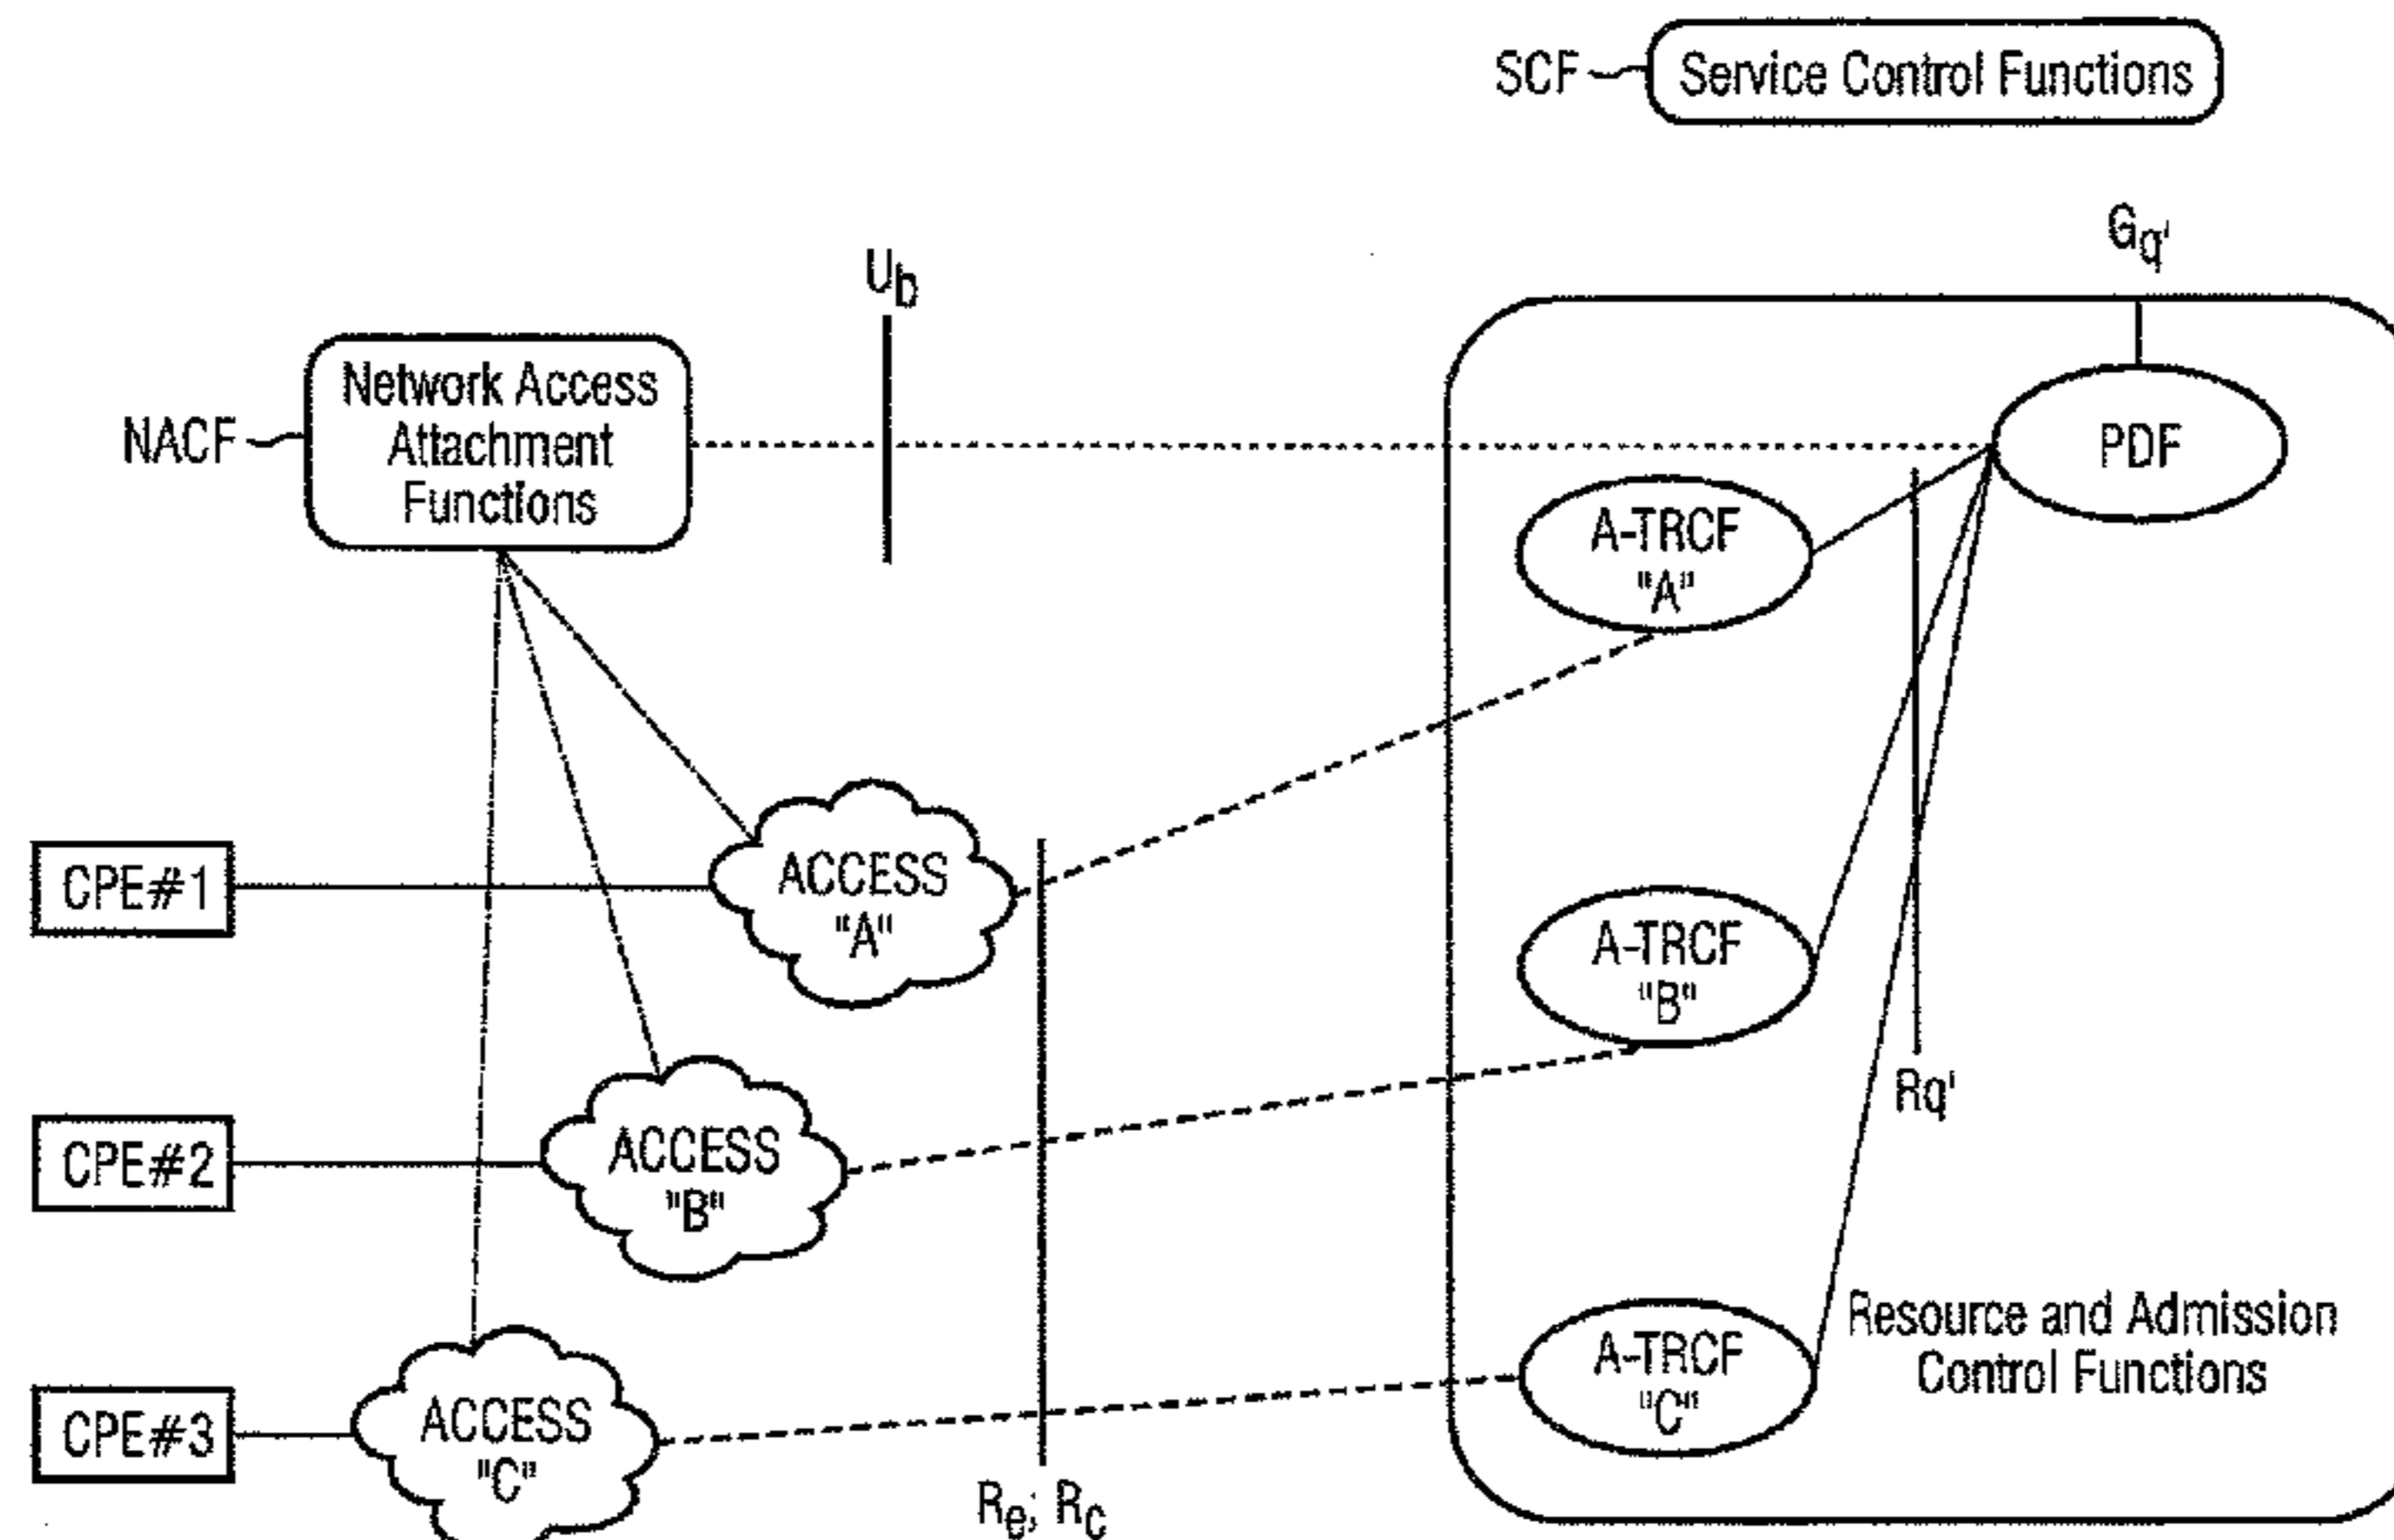 SCF Service Control Functions
Gq'
Ub
Network Access
Attachment
Functions
NACF
PDF
A-TRCF
"A"
CPE#1
ACCESS
"A"
A-TRCF
"B"
Rq'
CPE#2
ACCESS
"B"
Resource and Admission
Control Functions
A-TRCF
"C"
CPE#3
ACCESS
"C"
Re; Rc